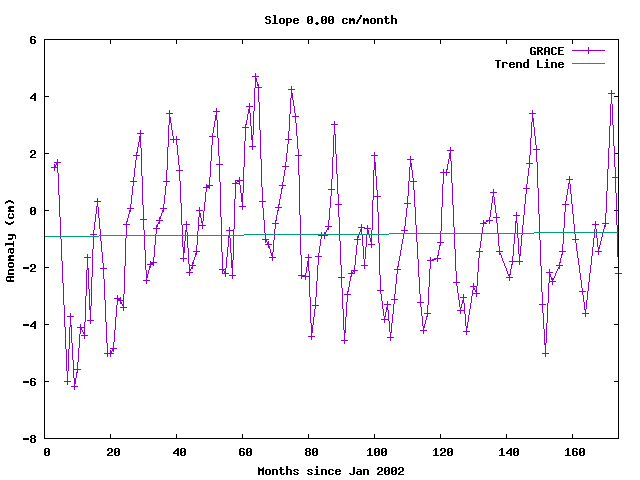 Slope 0.00 cm/month
GRACE
Trend Line
6
4
2
0
-2
-4
-6
-8
Anomaly (cm)
0 20 40 60 80 100 120 140 160
Months since Jan 2002